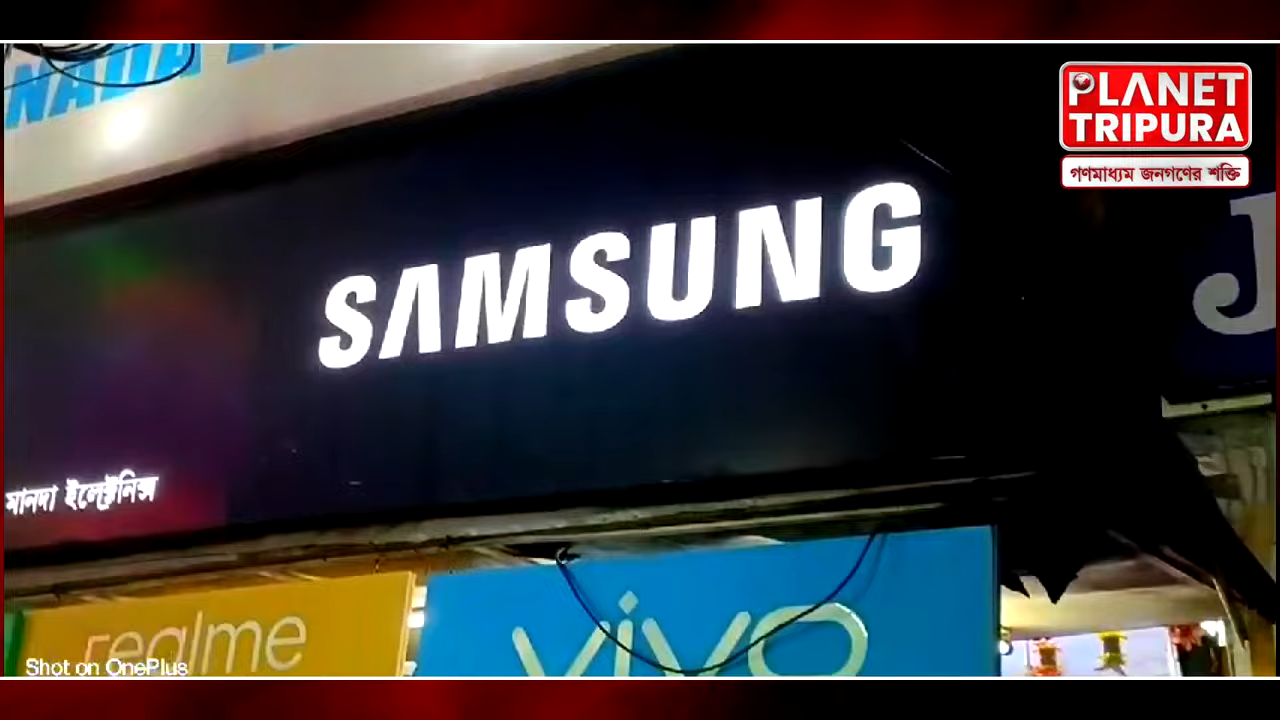 PLANET
TRIPURA
গণমাধ্যম জনগণের শক্তি
SAMSUNG
মানদা ইলেক্ট্রনিক্স
realme
vivo
Shot on OnePlus